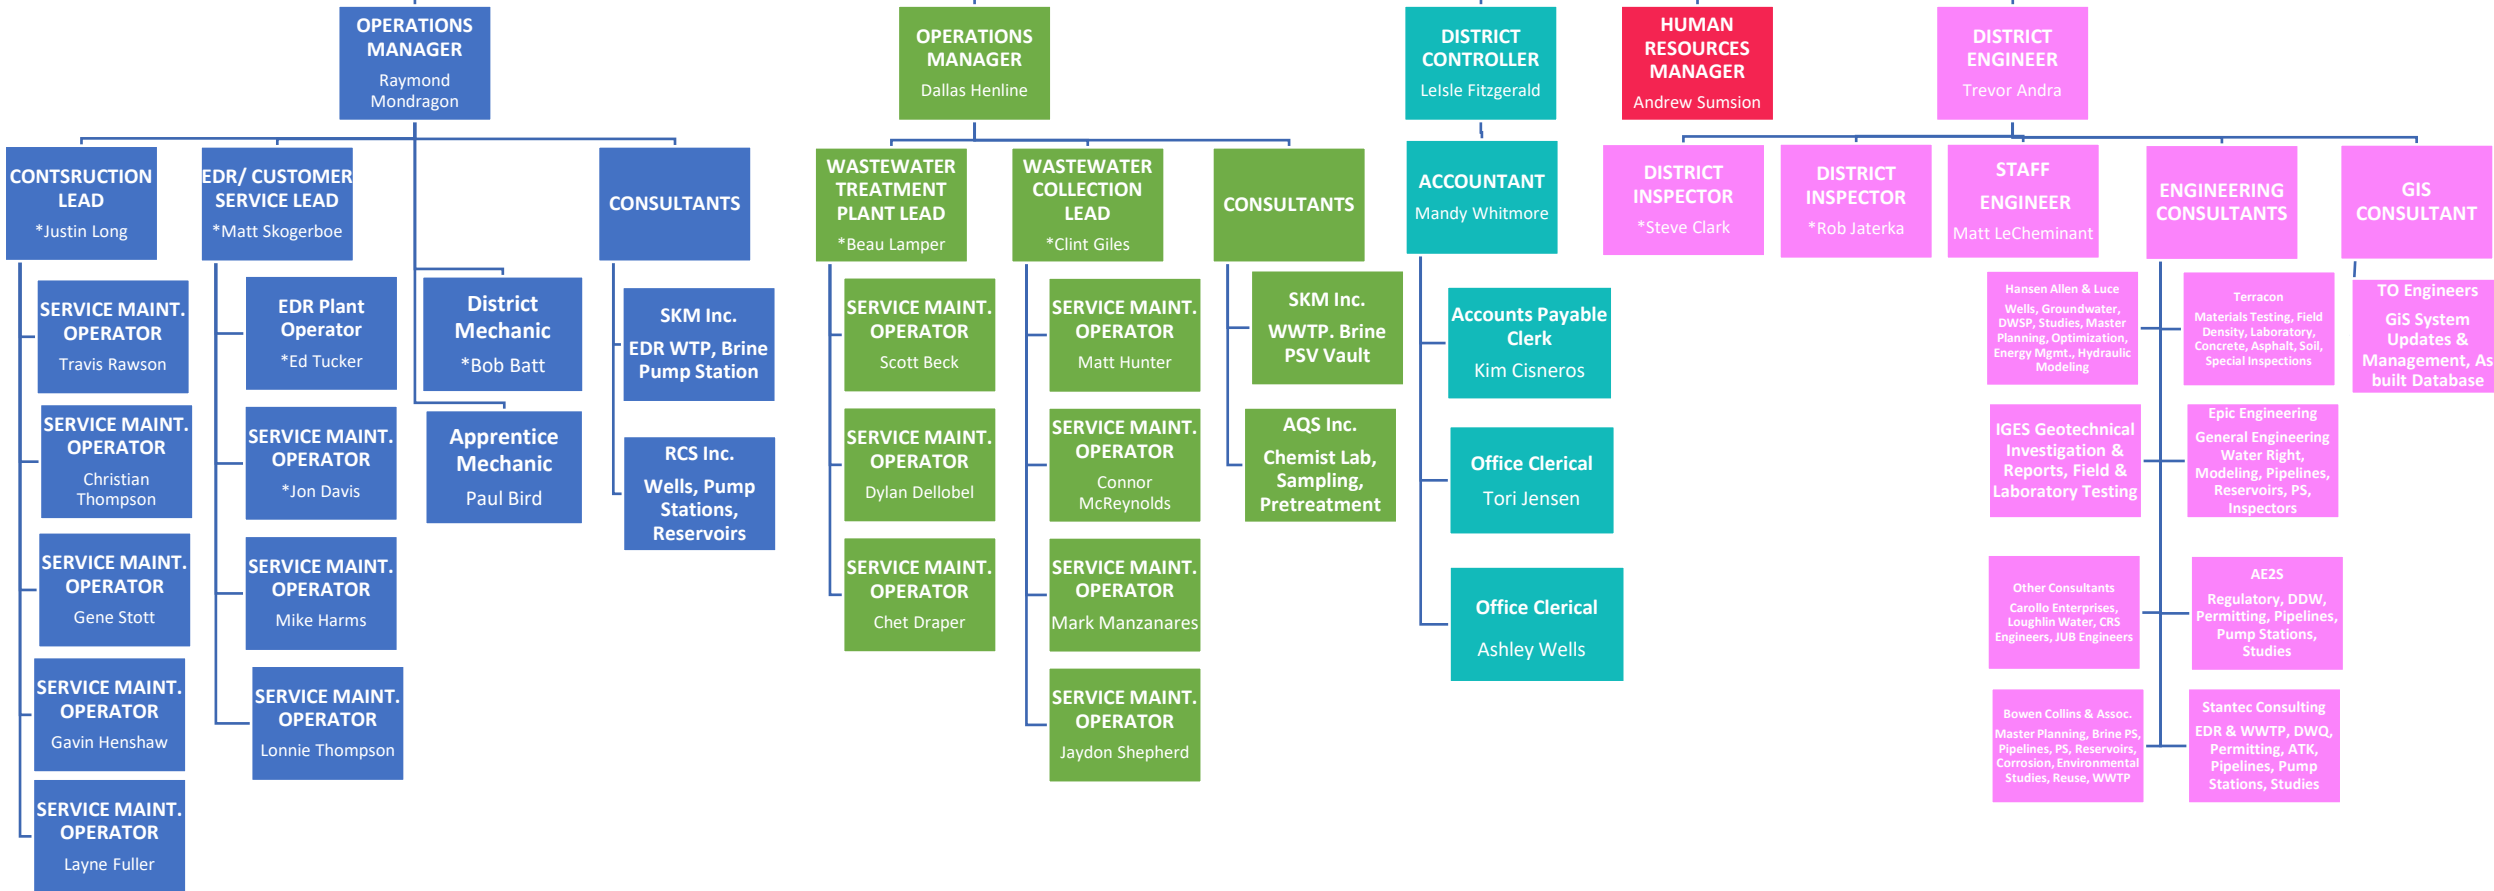 OPERATIONS
MANAGER
Raymond
Mondragon
CONTSRUCTION
LEAD
*Justin Long
SERVICE MAINT.
OPERATOR
Travis Rawson
SERVICE MAINT.
OPERATOR
Christian
Thompson
SERVICE MAINT.
OPERATOR
Gene Stott
SERVICE MAINT.
OPERATOR
Gavin Henshaw
SERVICE MAINT.
OPERATOR
Layne Fuller
EDR/ CUSTOMER
SERVICE LEAD
*Matt Skogerboe
EDR Plant
Operator
*Ed Tucker
SERVICE MAINT.
OPERATOR
*Jon Davis
SERVICE MAINT.
OPERATOR
Mike Harms
SERVICE MAINT.
OPERATOR
Lonnie Thompson
District
Mechanic
*Bob Batt
Apprentice
Mechanic
Paul Bird
CONSULTANTS
SKM Inc.
EDR WTP, Brine
Pump Station
RCS Inc.
Wells, Pump
Stations,
Reservoirs
OPERATIONS
MANAGER
Dallas Henline
WASTEWATER
TREATMENT
PLANT LEAD
*Beau Lamper
SERVICE MAINT.
OPERATOR
Scott Beck
SERVICE MAINT.
OPERATOR
Dylan Dellobel
SERVICE MAINT.
OPERATOR
Chet Draper
WASTEWATER
COLLECTION
LEAD
*Clint Giles
SERVICE MAINT.
OPERATOR
Matt Hunter
SERVICE MAINT.
OPERATOR
Connor
McReynolds
SERVICE MAINT.
OPERATOR
Mark Manzanares
SERVICE MAINT.
OPERATOR
Jaydon Shepherd
CONSULTANTS
SKM Inc.
WWTP. Brine
PSV Vault
AQS Inc.
Chemist Lab,
Sampling,
Pretreatment
DISTRICT
CONTROLLER
LeIsle Fitzgerald
ACCOUNTANT
Mandy Whitmore
Accounts Payable
Clerk
Kim Cisneros
Office Clerical
Tori Jensen
Office Clerical
Ashley Wells
HUMAN
RESOURCES
MANAGER
Andrew Sumsion
DISTRICT
ENGINEER
Trevor Andra
DISTRICT
INSPECTOR
*Steve Clark
DISTRICT
INSPECTOR
*Rob Jaterka
STAFF
ENGINEER
Matt LeCheminant
ENGINEERING
CONSULTANTS
Hansen Allen & Luce
Wells, Groundwater,
DWSP, Studies, Master
Planning, Optimization,
Energy Mgmt., Hydraulic
Modeling
Terracon
Materials Testing, Field
Density, Laboratory,
Concrete, Asphalt, Soil,
Special Inspections
IGES Geotechnical
Investigation &
Reports, Field &
Laboratory Testing
Epic Engineering
General Engineering
Water Right,
Modeling, Pipelines,
Reservoirs, PS,
Inspectors
Other Consultants
Carollo Enterprises,
Loughlin Water, CRS
Engineers, JUB Engineers
AE2S
Regulatory, DDW,
Permitting, Pipelines,
Pump Stations,
Studies
Bowen Collins & Assoc.
Master Planning, Brine PS,
Pipelines, PS, Reservoirs,
Corrosion, Environmental
Studies, Reuse, WWTP
Stantec Consulting
EDR & WWTP, DWQ,
Permitting, ATK,
Pipelines, Pump
Stations, Studies
GIS
CONSULTANT
TO Engineers
GiS System
Updates &
Management, As
built Database